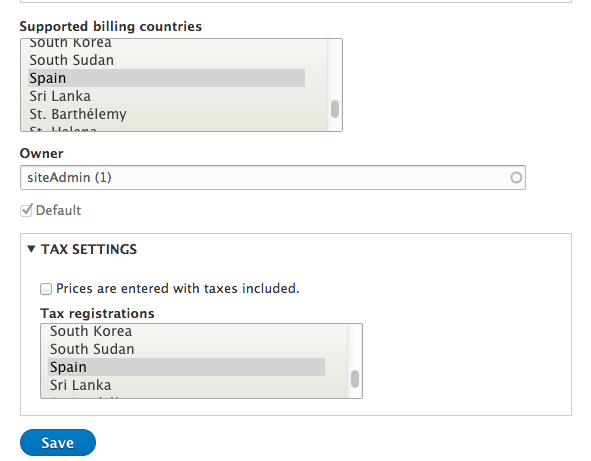 Supported billing countries
South Korea
South Sudan
Spain
Sri Lanka
St. Barthélemy
St. Helena
Owner
siteAdmin (1)
Default
TAX SETTINGS
Prices are entered with taxes included.
Tax registrations
South Korea
South Sudan
Spain
Sri Lanka
Save